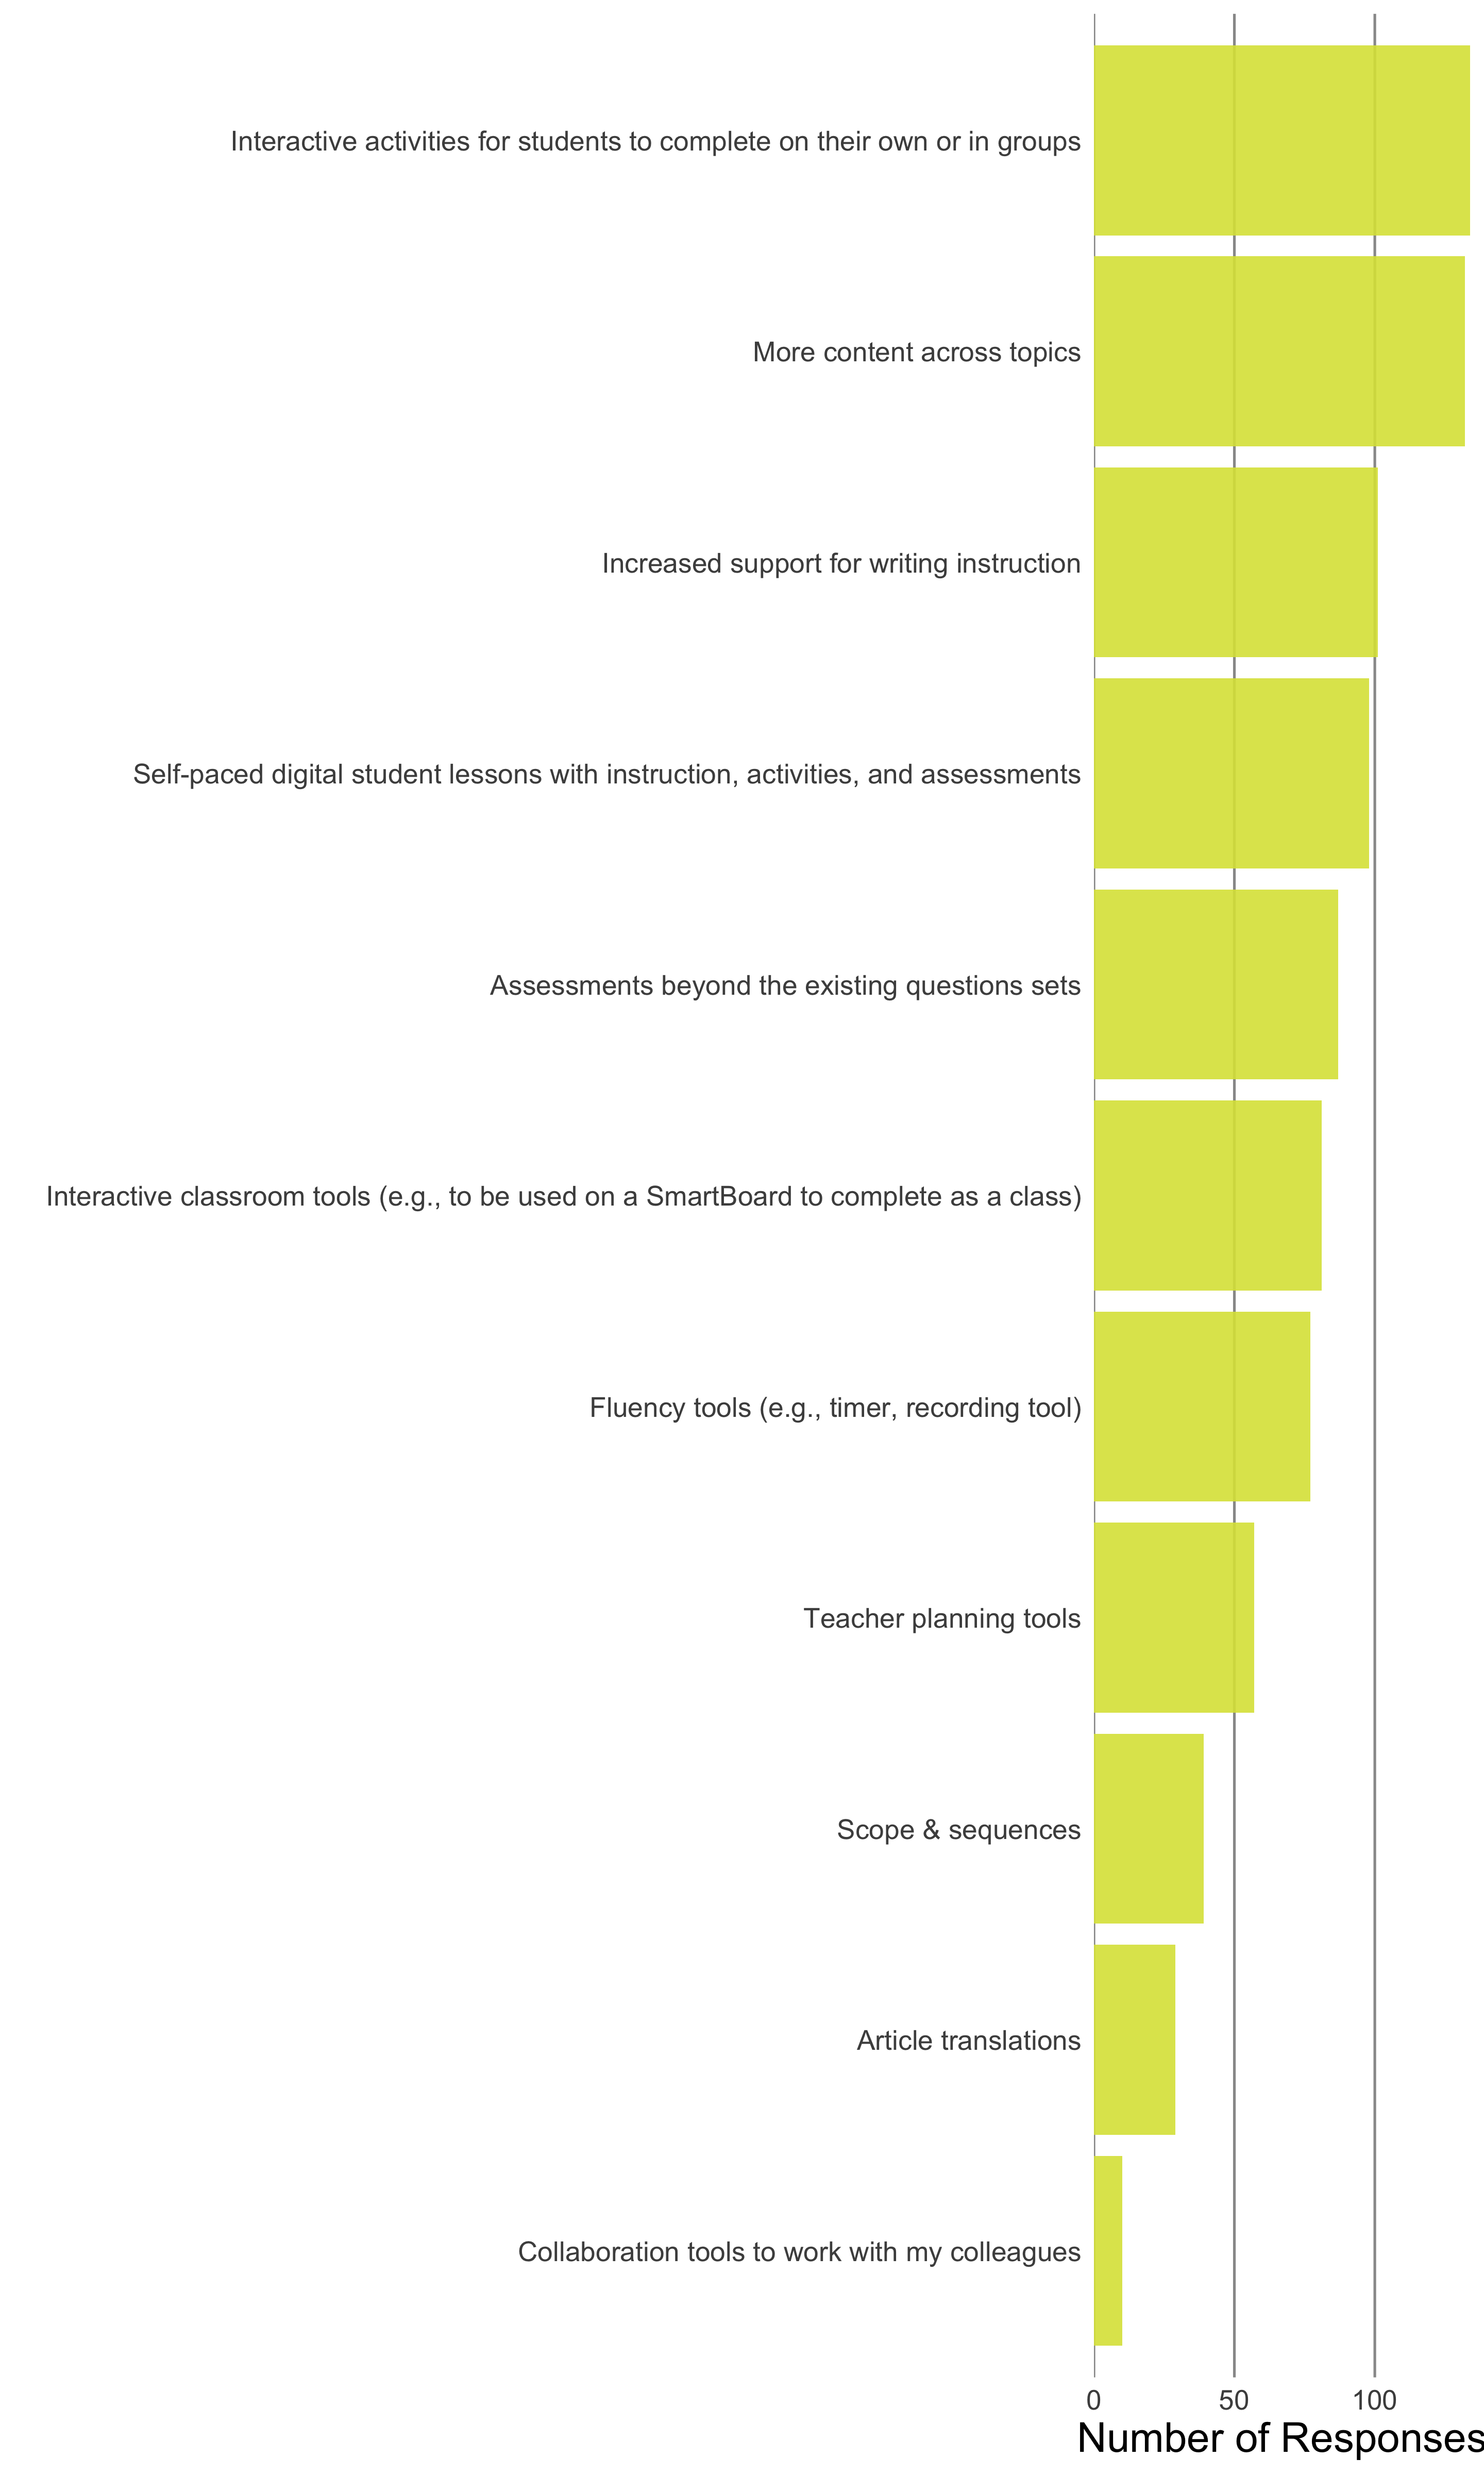 Interactive activities for students to complete on their own or in groups
More content across topics
Increased support for writing instruction
Self-paced digital student lessons with instruction, activities, and assessments
Assessments beyond the existing questions sets
Interactive classroom tools (e.g., to be used on a SmartBoard to complete as a class)
Fluency tools (e.g., timer, recording tool)
Teacher planning tools
Scope & sequences
Article translations
Collaboration tools to work with my colleagues
0 50 100
Number of Responses